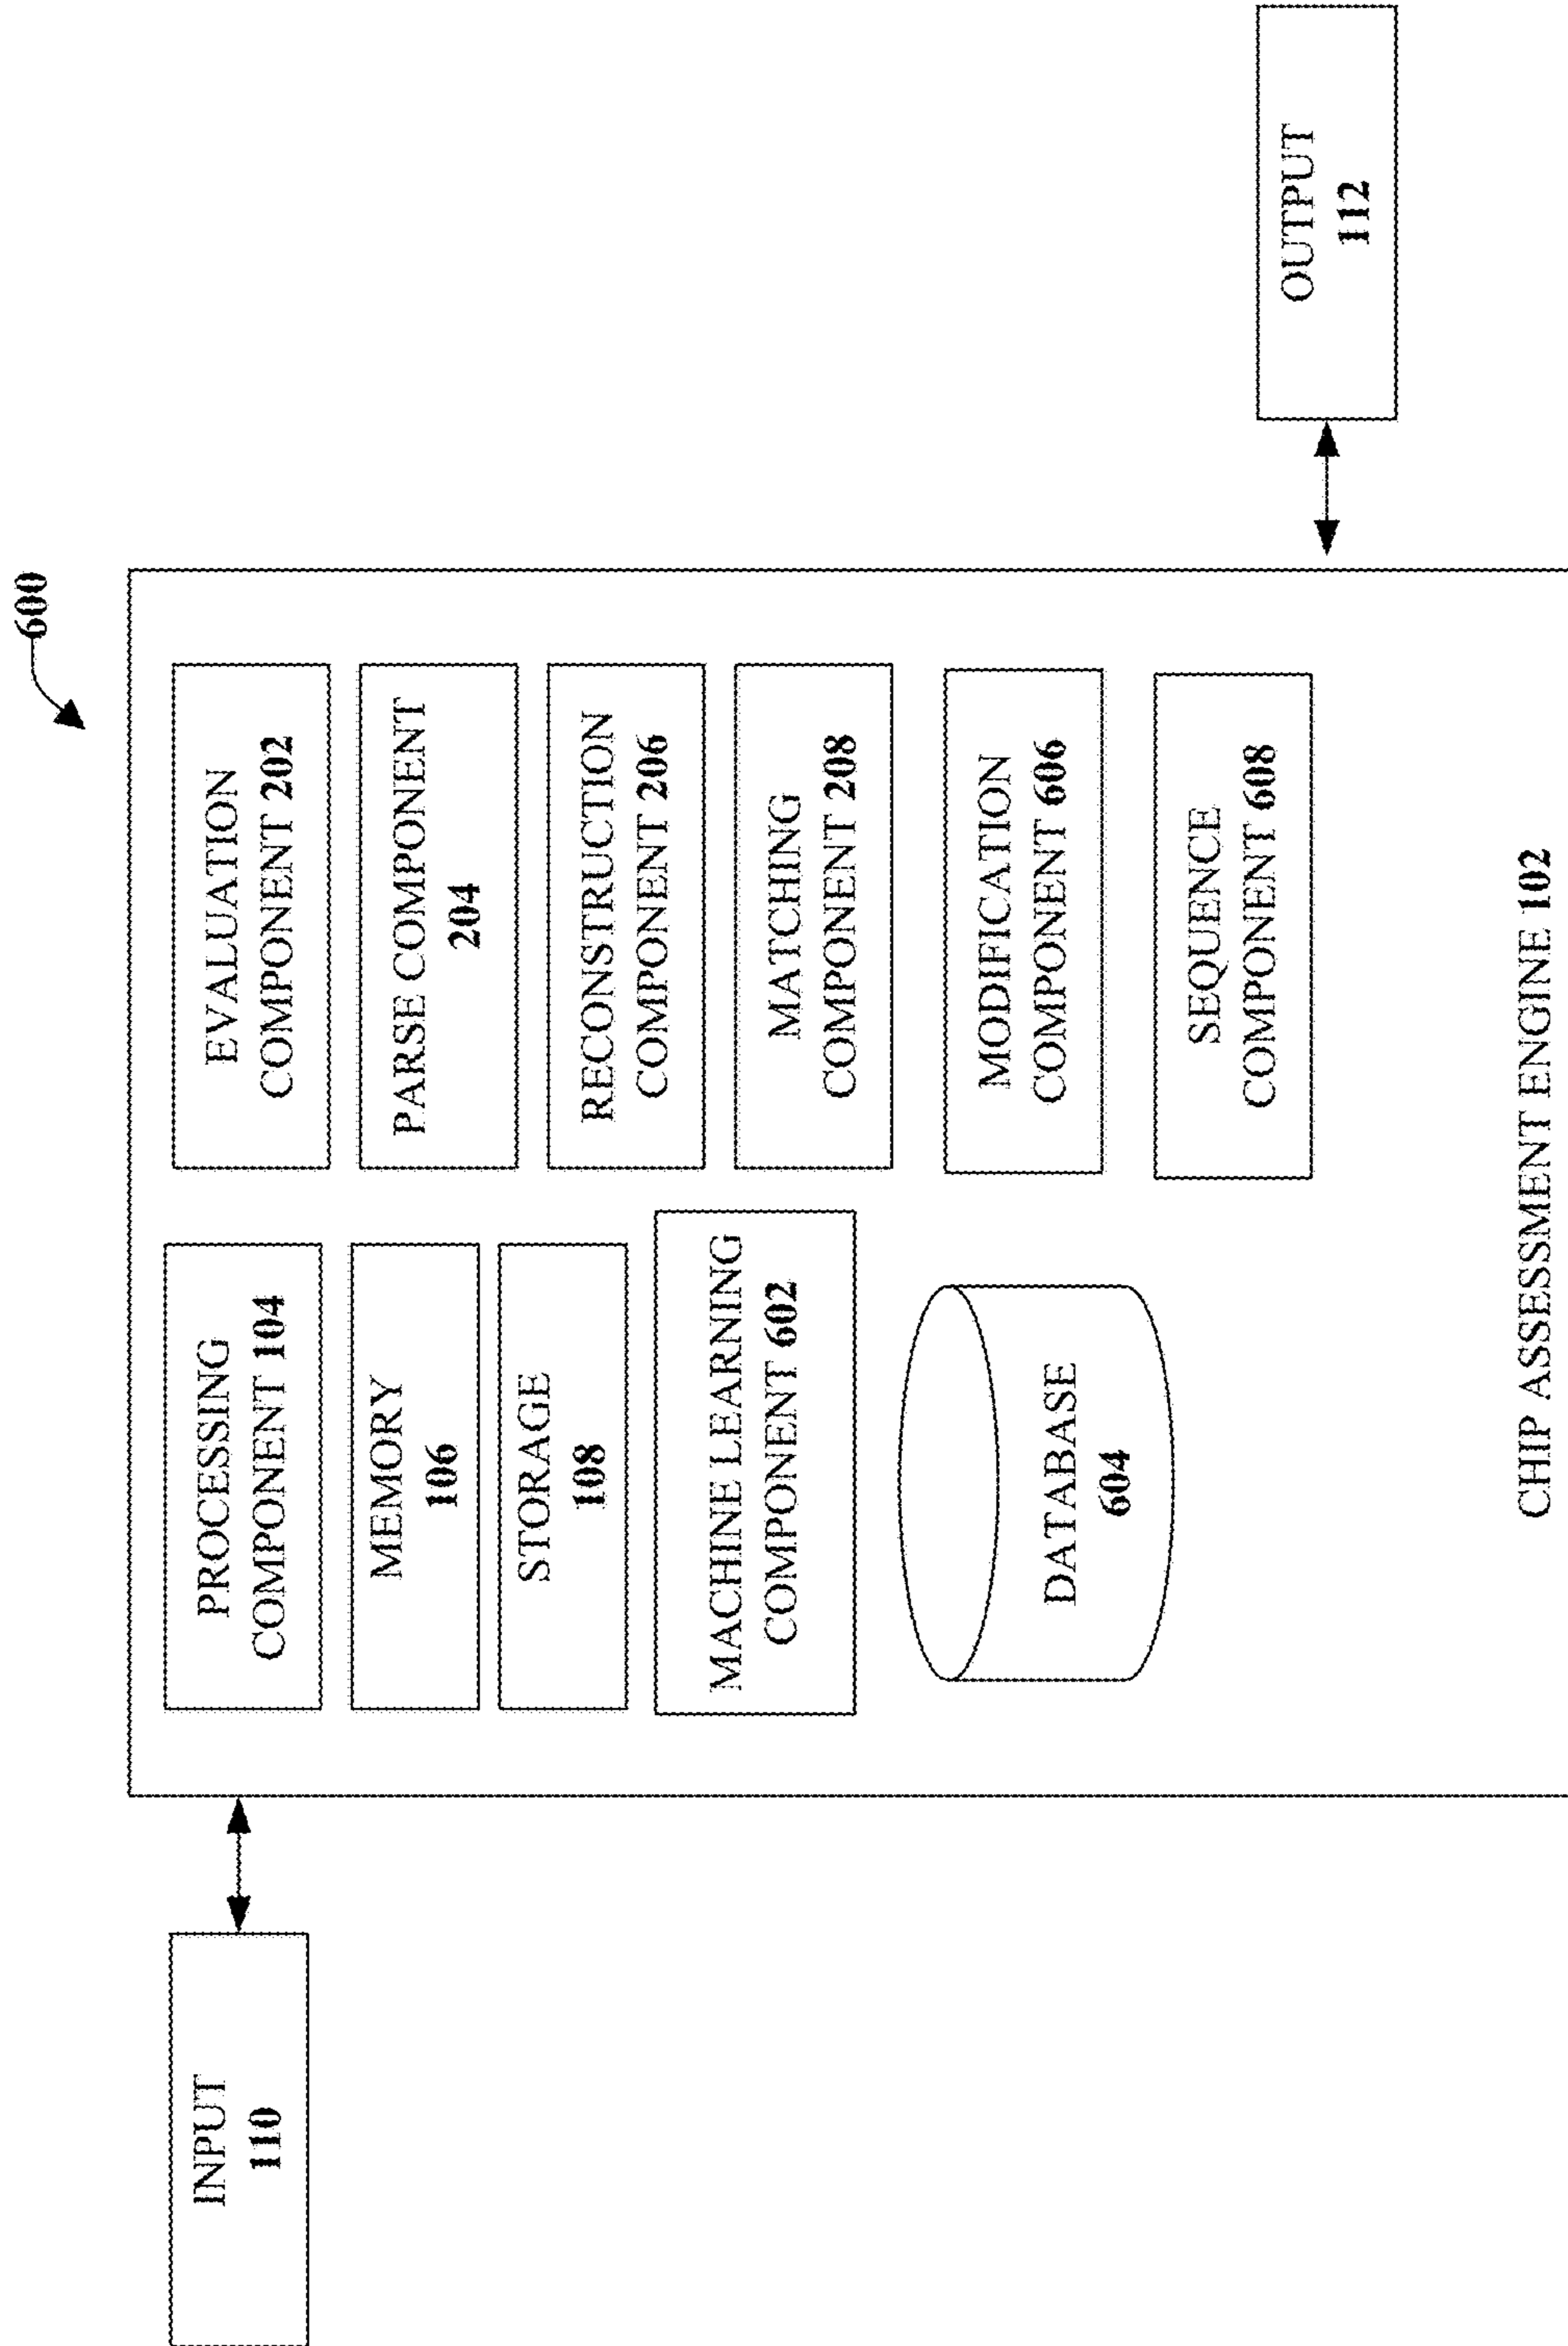 600
INPUT
110
PROCESSING
COMPONENT 104
MEMORY
106
STORAGE
108
MACHINE LEARNING
COMPONENT 602
DATABASE
604
EVALUATION
COMPONENT 202
PARSE COMPONENT
204
RECONSTRUCTION
COMPONENT 206
MATCHING
COMPONENT 208
MODIFICATION
COMPONENT 606
SEQUENCE
COMPONENT 608
CHIP ASSESSMENT ENGINE 102
OUTPUT
112